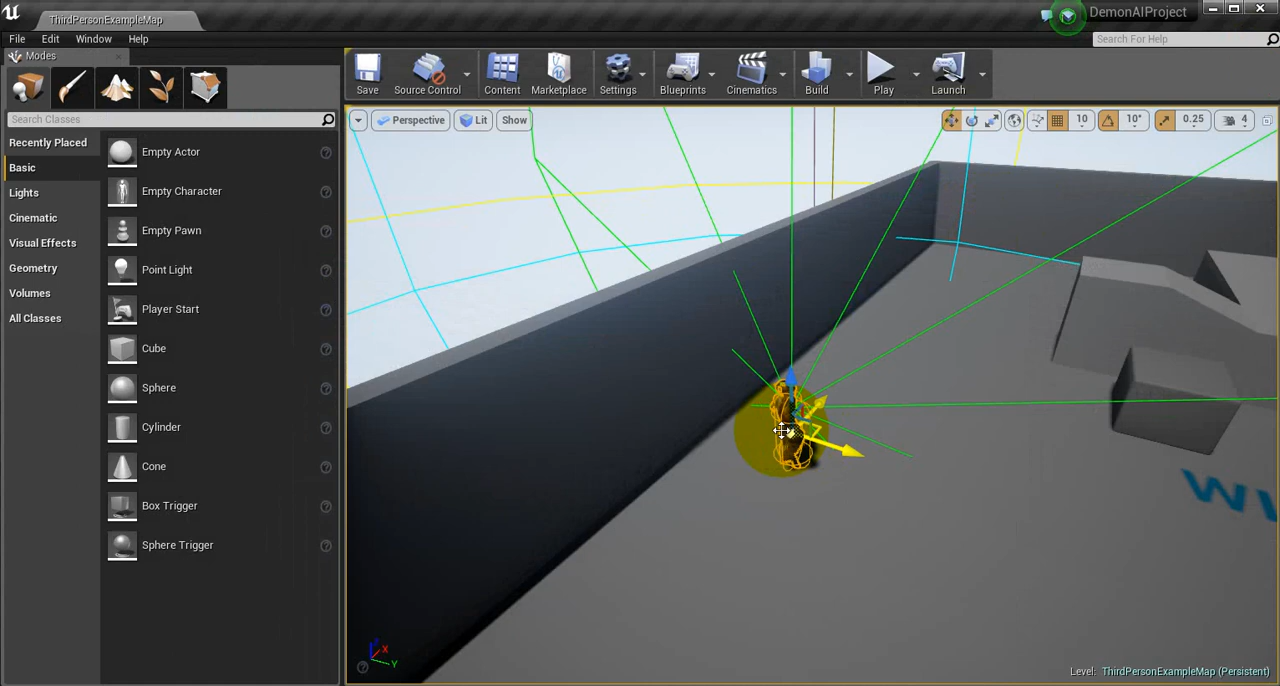 ThirdPersonExampleMap
DemonAIProject
File Edit Window Help
Search For Help
Modes
Save Source Control Content Marketplace Settings Blueprints Cinematics Build Play Launch
Search Classes
Perspective Lit Show 10 10° 0.25 4
Recently Placed
Basic
Lights
Cinematic
Visual Effects
Geometry
Volumes
All Classes
Empty Actor
Empty Character
Empty Pawn
Point Light
Player Start
Cube
Sphere
Cylinder
Cone
Box Trigger
Sphere Trigger
Z X Y
Level: ThirdPersonExampleMap (Persistent)